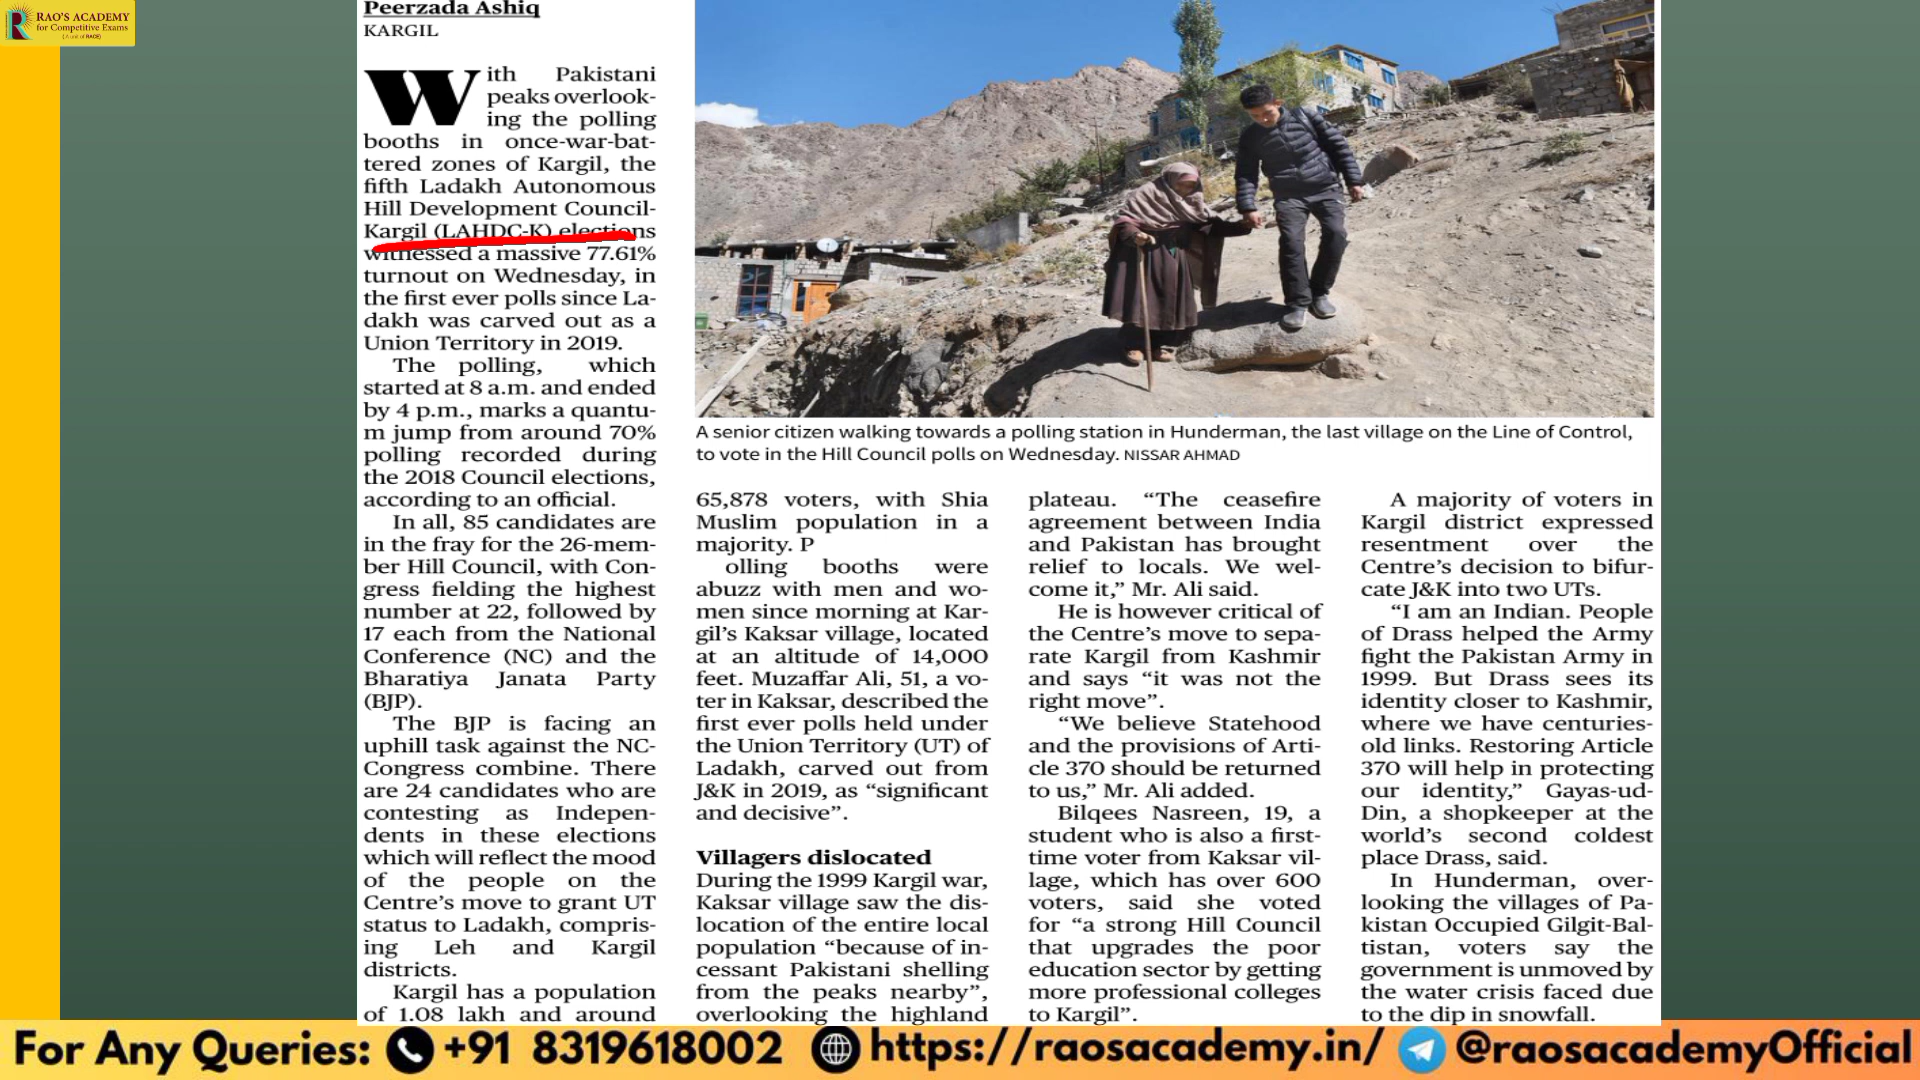 RAO'S ACADEMY
for Competitive Exams
(A unit of RACE)
Peerzada Ashiq
KARGIL
With Pakistani
peaks overlook-
ing the polling
booths in once-war-bat-
tered zones of Kargil, the
fifth Ladakh Autonomous
Hill Development Council-
Kargil (LAHDC-K) elections
witnessed a massive 77.61%
turnout on Wednesday, in
the first ever polls since La-
dakh was carved out as a
Union Territory in 2019.
The polling, which
started at 8 a.m. and ended
by 4 p.m., marks a quantu-
m jump from around 70%
polling recorded during
the 2018 Council elections,
according to an official.
In all, 85 candidates are
in the fray for the 26-mem-
ber Hill Council, with Con-
gress fielding the highest
number at 22, followed by
17 each from the National
Conference (NC) and the
Bharatiya Janata Party
(BJP).
The BJP is facing an
uphill task against the NC-
Congress combine. There
are 24 candidates who are
contesting as Indepen-
dents in these elections
which will reflect the mood
of the people on the
Centre's move to grant UT
status to Ladakh, compris-
ing Leh and Kargil
districts.
Kargil has a population
of 1.08 lakh and around
A senior citizen walking towards a polling station in Hunderman, the last village on the Line of Control,
to vote in the Hill Council polls on Wednesday. NISSAR AHMAD
65,878 voters, with Shia
Muslim population in a
majority. P
olling booths were
abuzz with men and wo-
men since morning at Kar-
gil's Kaksar village, located
at an altitude of 14,000
feet. Muzaffar Ali, 51, a vo-
ter in Kaksar, described the
first ever polls held under
the Union Territory (UT) of
Ladakh, carved out from
J&K in 2019, as “significant
and decisive”.
Villagers dislocated
During the 1999 Kargil war,
Kaksar village saw the dis-
location of the entire local
population “because of in-
cessant Pakistani shelling
from the peaks nearby”,
overlooking the highland
plateau. “The ceasefire
agreement between India
and Pakistan has brought
relief to locals. We wel-
come it,” Mr. Ali said.
He is however critical of
the Centre's move to sepa-
rate Kargil from Kashmir
and says “it was not the
right move”.
“We believe Statehood
and the provisions of Arti-
cle 370 should be returned
to us,” Mr. Ali added.
Bilqees Nasreen, 19, a
student who is also a first-
time voter from Kaksar vil-
lage, which has over 600
voters, said she voted
for “a strong Hill Council
that upgrades the poor
education sector by getting
more professional colleges
to Kargil”.
A majority of voters in
Kargil district expressed
resentment over the
Centre's decision to bifur-
cate J&K into two UTs.
“I am an Indian. People
of Drass helped the Army
fight the Pakistan Army in
1999. But Drass sees its
identity closer to Kashmir,
where we have centuries-
old links. Restoring Article
370 will help in protecting
our identity,” Gayas-ud-
Din, a shopkeeper at the
world's second coldest
place Drass, said.
In Hunderman, over-
looking the villages of Pa-
kistan Occupied Gilgit-Bal-
tistan, voters say the
government is unmoved by
the water crisis faced due
to the dip in snowfall.
For Any Queries: +91 8319618002 https://raosacademy.in/ @raosacademyOfficial